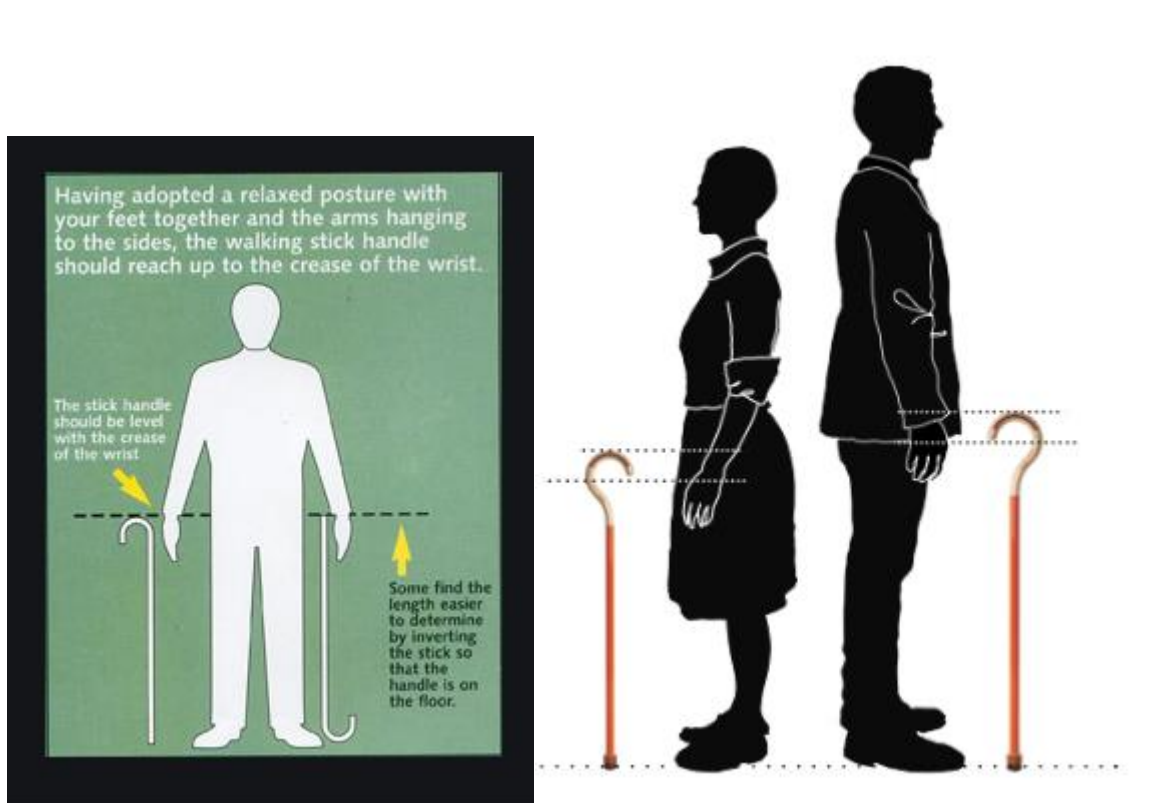 Having adopted a relaxed posture with
your feet together and the arms hanging
to the sides, the walking stick handle
should reach up to the crease of the wrist.
The stick handle
should be level
with the crease
of the wrist
Some find the
length easier
to determine
by inverting
the stick so
that the
handle is on
the floor.